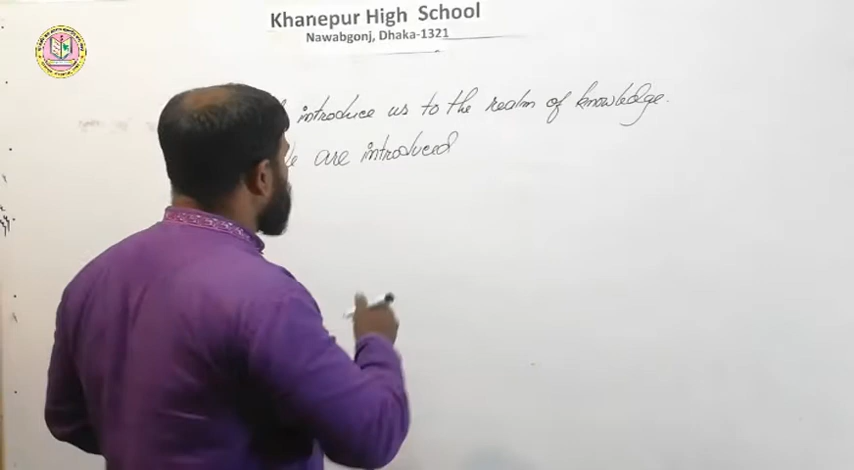 Khanepur High School
Nawabgonj, Dhaka-1321
introduce us to the realm of knowledge.
are introduced